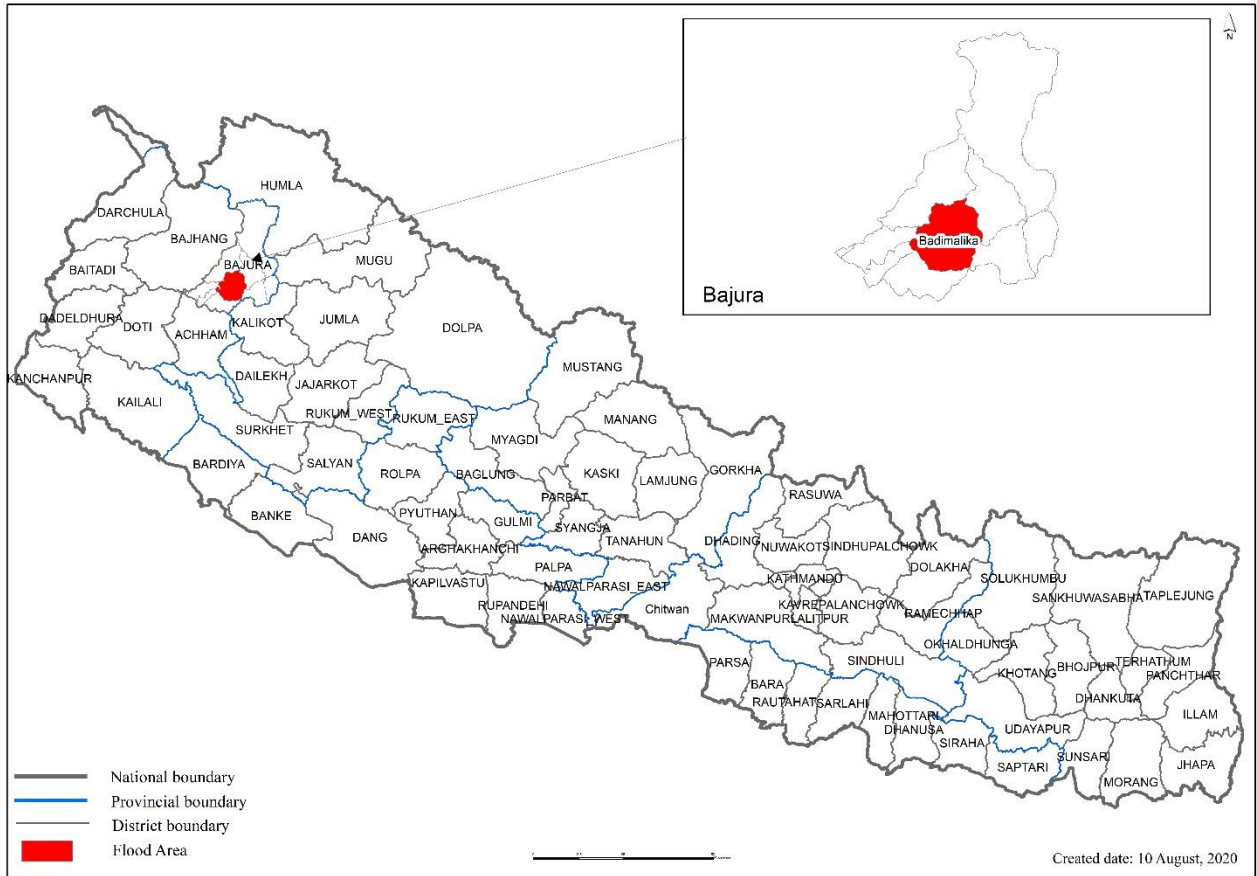 N
Badimalika
Bajura
HUMLA
DARCHULA
BAJHANG
BAJURA
MUGU
BAITADI
DADELDHURA
DOTI
ACHHAM
KALIKOT
JUMLA
DOLPA
KANCHANPUR
KAILALI
DAILEKH
JAJARKOT
MUSTANG
RUKUM_WEST
RUKUM_EAST
MANANG
SURKHET
MYAGDI
BARDIYA
SALYAN
ROLPA
BAGLUNG
KASKI
LAMJUNG
GORKHA
RASUWA
BANKE
PYUTHAN
PARBAT
GULMI
SYANGJA
DANG
ARGHAKHANCHI
TANAHUN
DHADING
NUWAKOT
SINDHUPALCHOWK
DOLAKHA
SOLUKHUMBU
SANKHUWASABHA
TAPLEJUNG
PALPA
KAPILVASTU
NAWALPARASI_EAST
KATHMANDU
RUPANDEHI
NAWALPARASI_WEST
Chitwan
KAVREPALANCHOWK
MAKWANPUR
LALITPUR
RAMECHHAP
OKHALDHUNGA
PARSA
SINDHULI
KHOTANG
BHOJPUR
TERHATHUM
PANCHTHAR
BARA
DHANKUTA
RAUTAHAT
SARLAHI
MAHOTTARI
DHANUSA
UDAYAPUR
ILLAM
SIRAHA
SAPTARI
SUNSARI
MORANG
JHAPA
National boundary
Provincial boundary
District boundary
Flood Area
Created date: 10 August, 2020